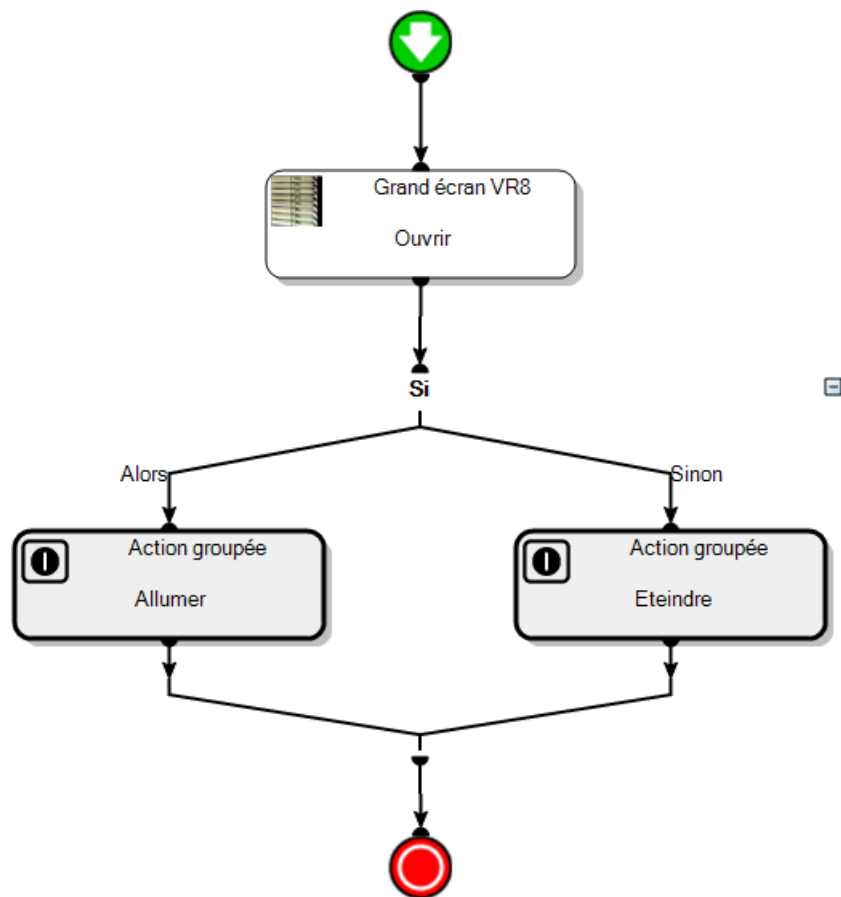 Grand écran VR8
Ouvrir
Si
Alors
Sinon
Action groupée
Allumer
Action groupée
Eteindre